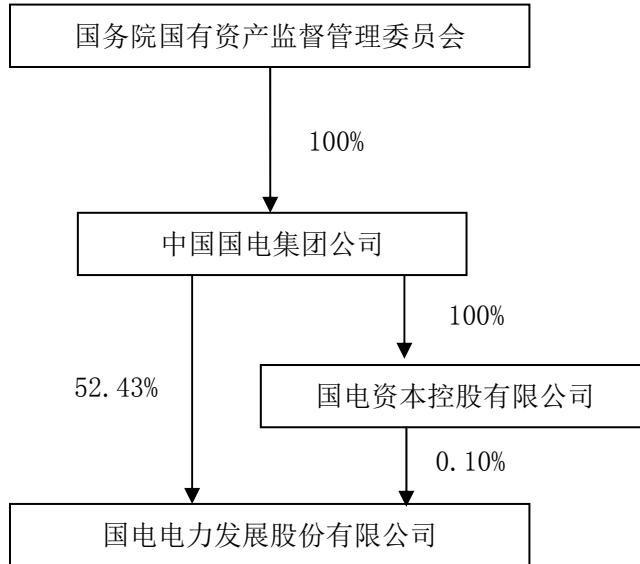 国务院国有资产监督管理委员会
100%
中国国电集团公司
100%
52.43%
国电资本控股有限公司
0.10%
国电电力发展股份有限公司